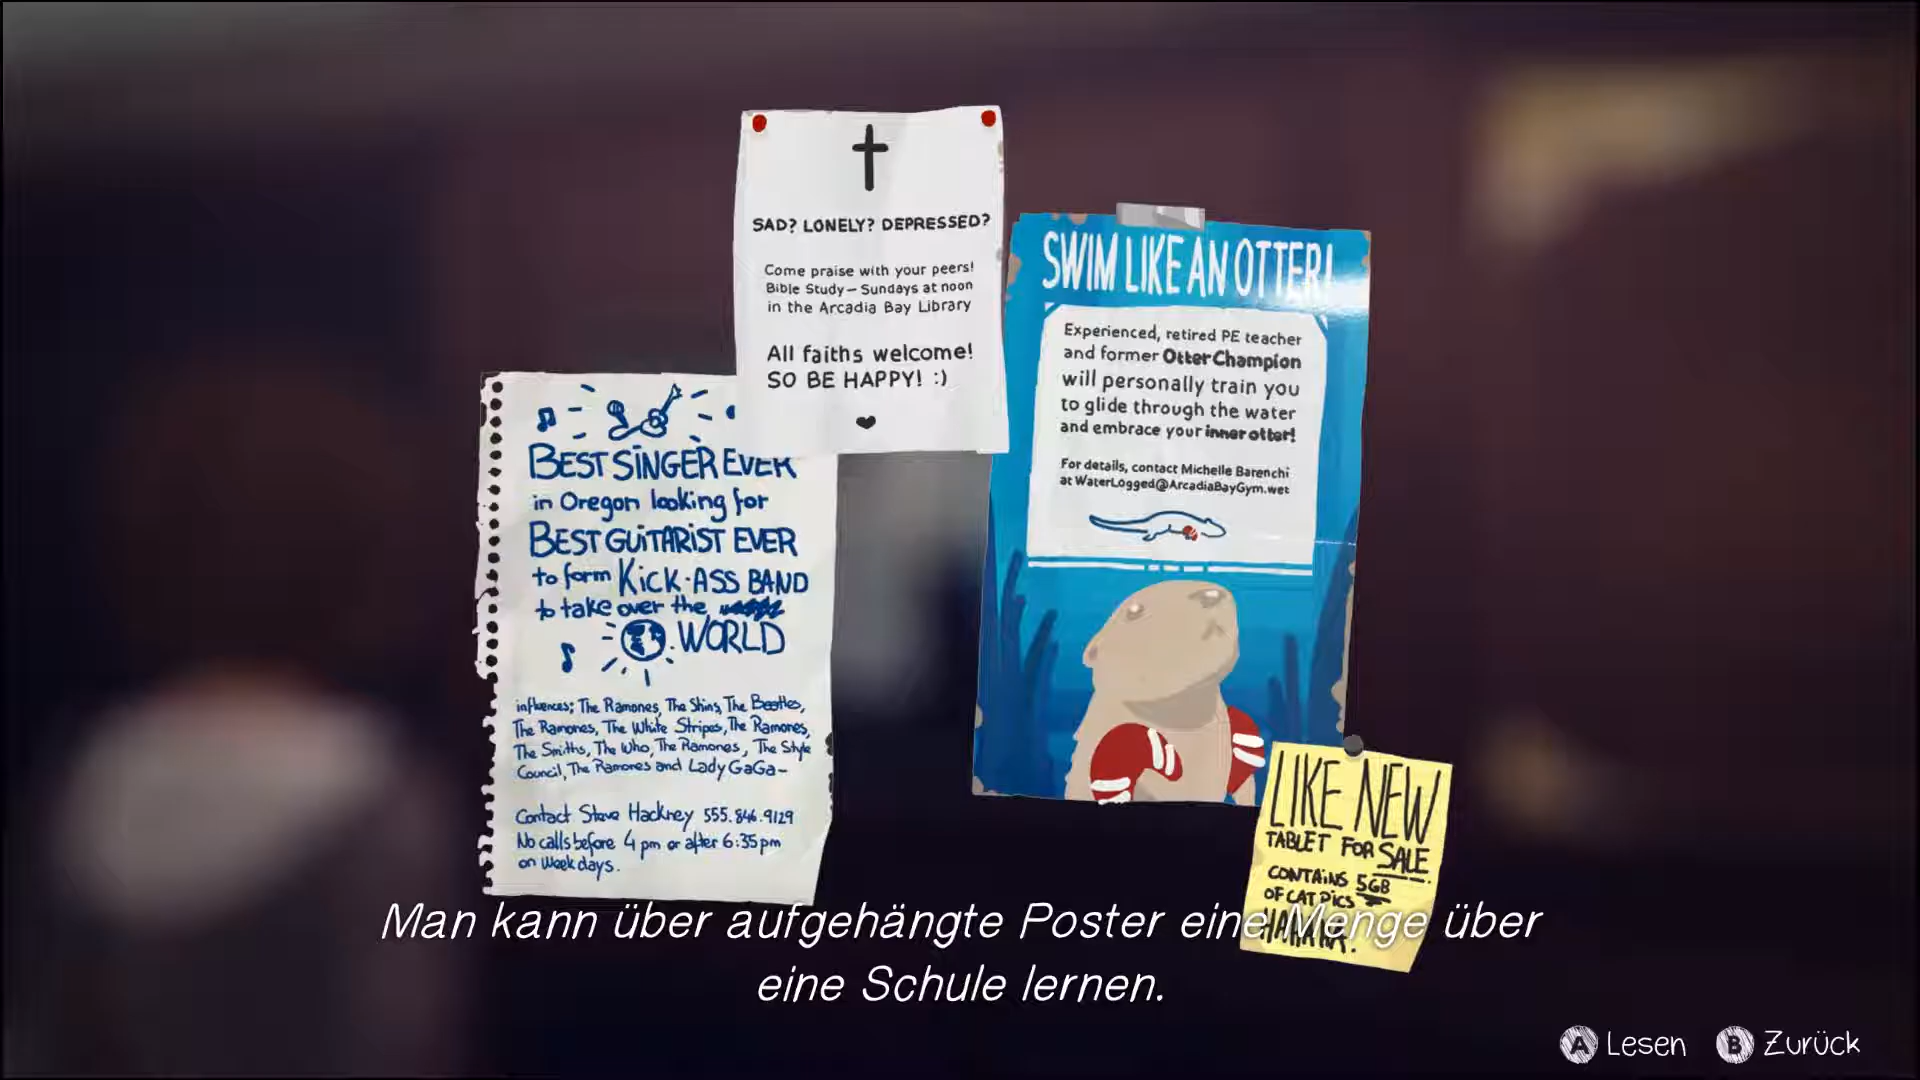 SAD? LONELY? DEPRESSED?
Come praise with your peers!
Bible Study – Sundays at noon
in the Arcadia Bay Library
All faiths welcome!
SO BE HAPPY! :)
SWIM LIKE AN OTTER!
Experienced, retired PE teacher
and former Otter Champion
will personally train you
to glide through the water
and embrace your inner otter!
For details, contact Michelle Barenchi
at WaterLogged@ArcadiaBayGym.wet
BEST SINGER EVER
in Oregon looking for
BEST GUITARIST EVER
to form KICK-ASS BAND
to take over the
WORLD
influences: The Ramones, The Shins, The Beatles,
The Ramones, The White Stripes, The Ramones,
The Smiths, The Who, The Ramones, The Style
Council, The Ramones and Lady GaGa-
Contact Steve Hackney 555.846.9129
No calls before 4 pm or after 6:35 pm
on weekdays.
LIKE NEW
TABLET FOR SALE
CONTAINS 5GB
OF CAT PICS
Man kann über aufgehängte Poster eine Menge über
eine Schule lernen.
A Lesen B Zurück